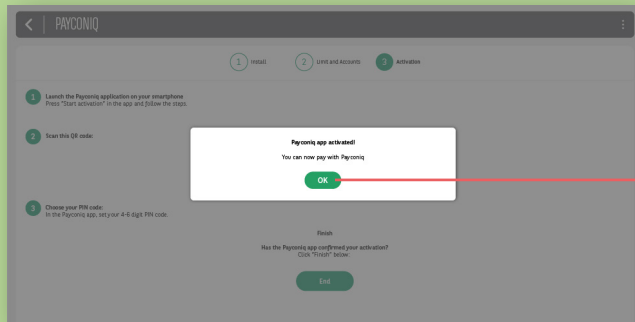 PAYCONIQ
1 Install 2 Limit and Accounts 3 Activation
1 Launch the Payconiq application on your smartphone
Press "Start activation" in the app and follow the steps.
2 Scan this QR code:
Payconiq app activated!
You can now pay with Payconiq
OK
3 Choose your PIN code:
In the Payconiq app, set your 4-6 digit PIN code.
Finish
Has the Payconiq app confirmed your activation?
Click "Finish" below:
End